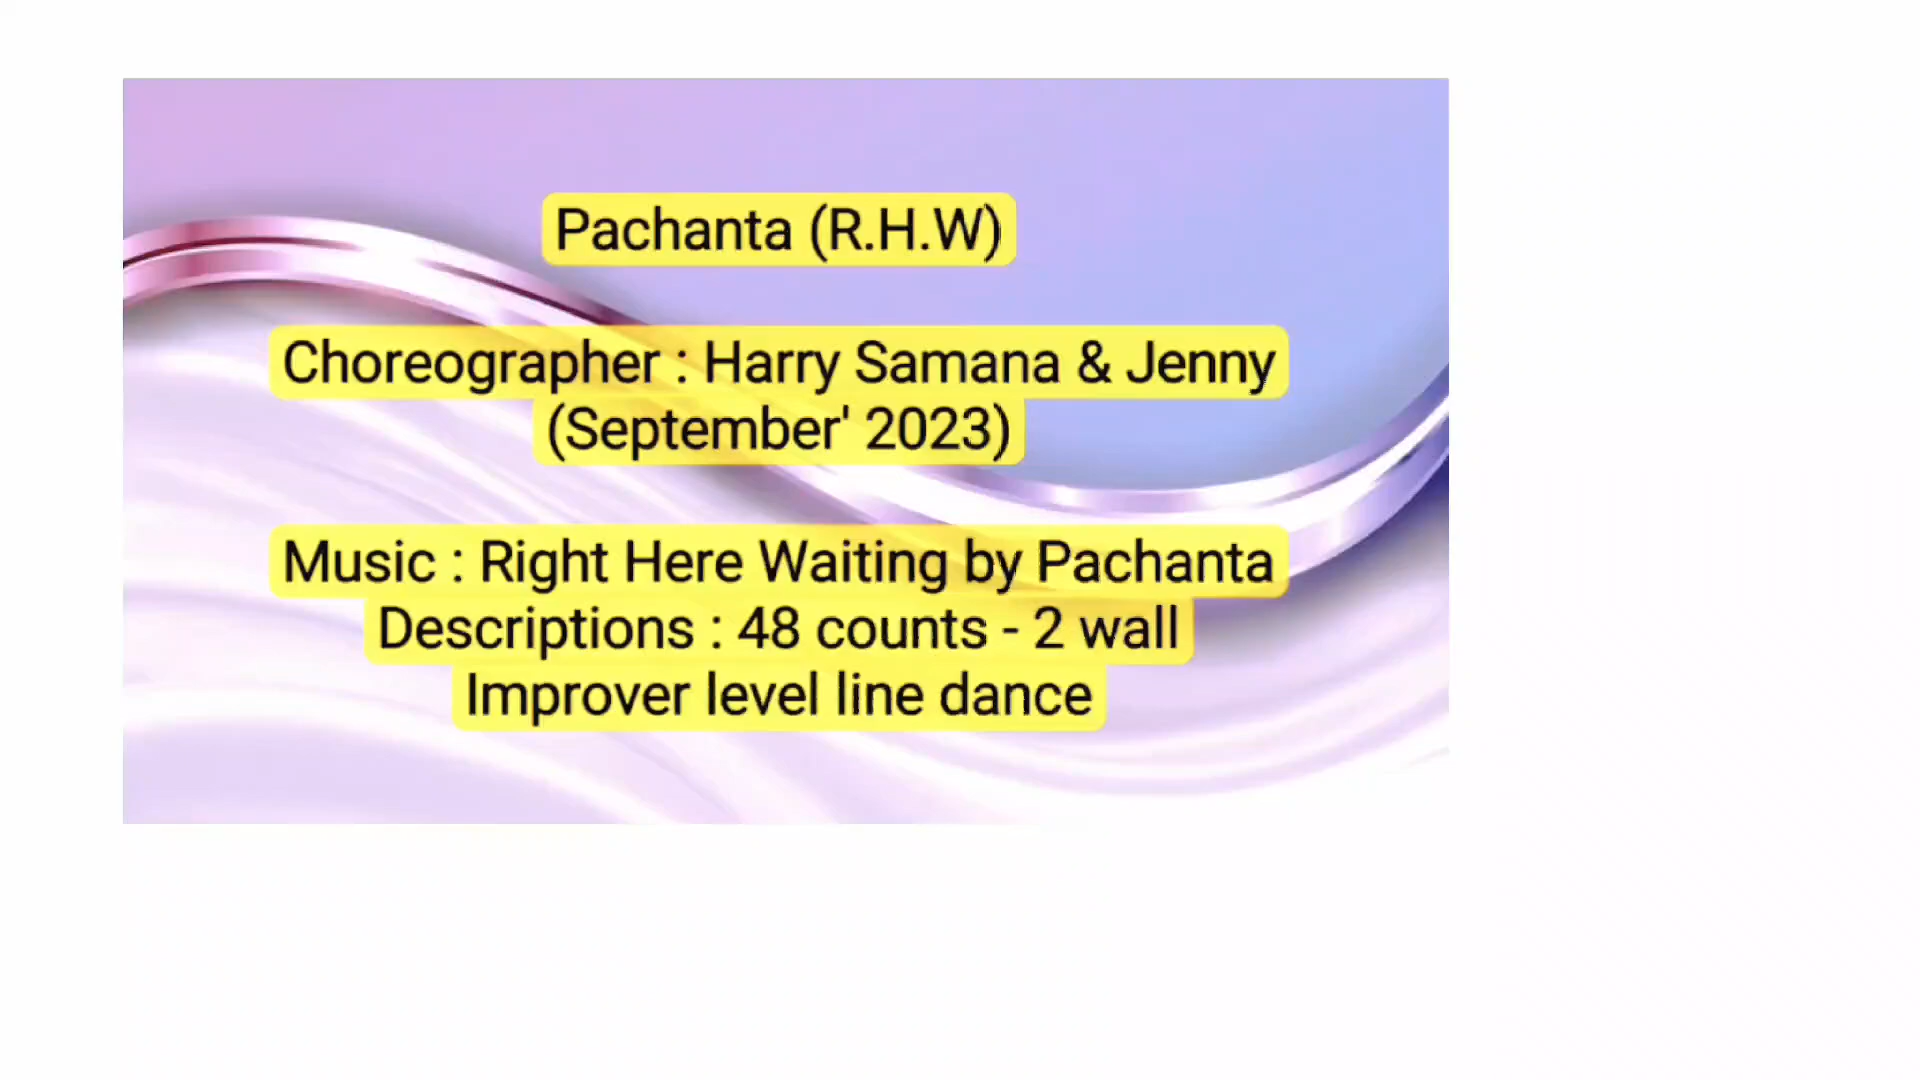 Pachanta (R.H.W)
Choreographer : Harry Samana & Jenny
(September' 2023)
Music : Right Here Waiting by Pachanta
Descriptions : 48 counts - 2 wall
Improver level line dance